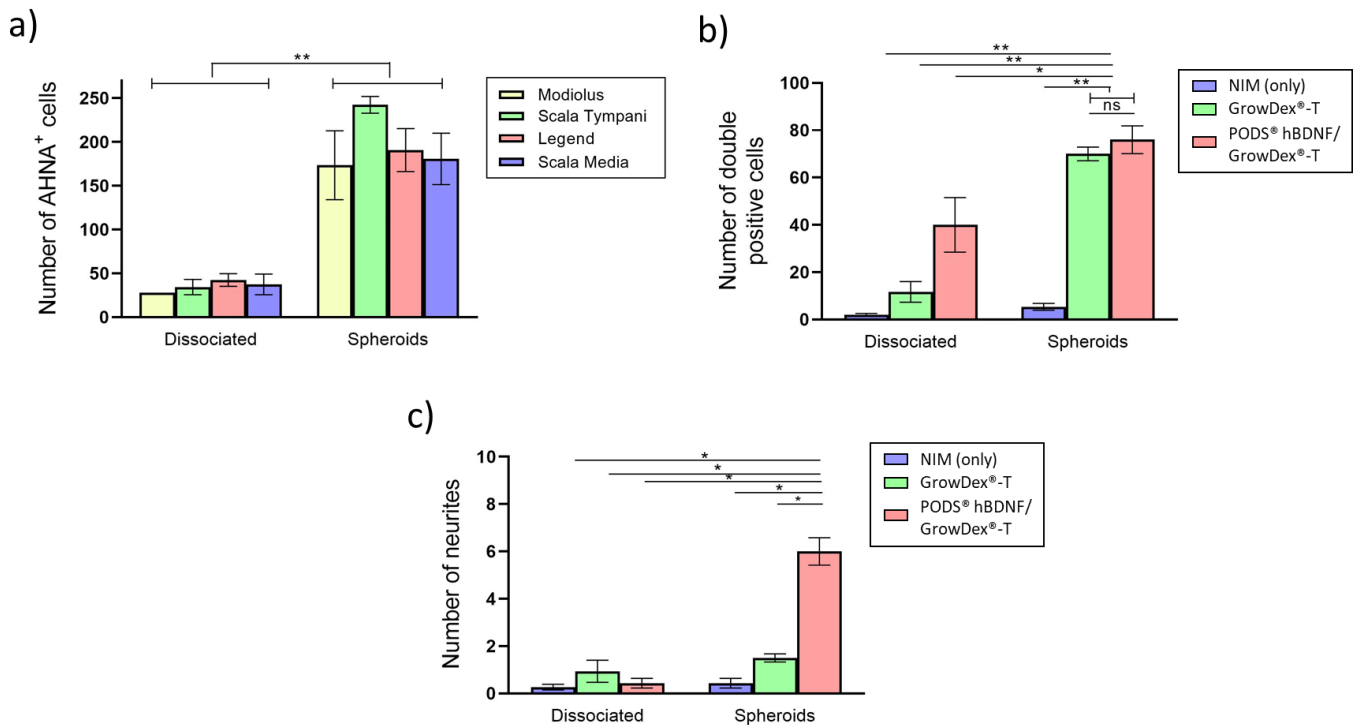 a)
Number of AHNA+ cells
250
200
150
100
50
0
**
Dissociated
Spheroids
Modiolus
Scala Tympani
Legend
Scala Media
b)
Number of double
positive cells
100
80
60
40
20
0
**
**
*
**
ns
Dissociated
Spheroids
NIM (only)
GrowDex®-T
PODS® hBDNF/
GrowDex®-T
c)
Number of neurites
10
8
6
4
2
0
*
*
*
*
*
Dissociated
Spheroids
NIM (only)
GrowDex®-T
PODS® hBDNF/
GrowDex®-T